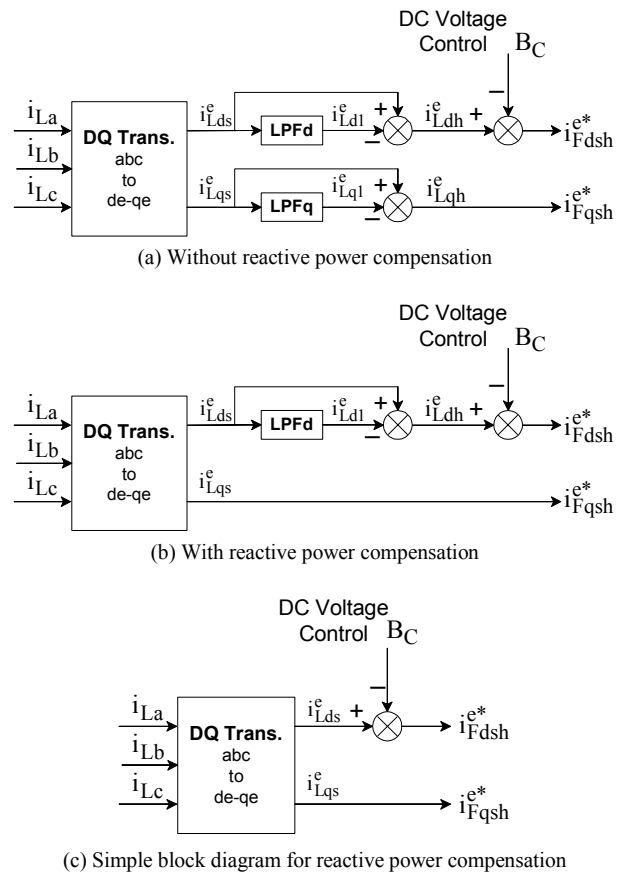 DC Voltage
Control
B_C
i_La
i_Lb
i_Lc
DQ Trans.
abc
to
de-qe
i^e_Lds
LPFd
i^e_Ld1
+
−
i^e_Ldh
+
−
i^e*_Fdsh
i^e_Lqs
LPFq
i^e_Lq1
+
−
i^e_Lqh
i^e*_Fqsh
(a) Without reactive power compensation
DC Voltage
Control
B_C
i_La
i_Lb
i_Lc
DQ Trans.
abc
to
de-qe
i^e_Lds
LPFd
i^e_Ld1
+
−
i^e_Ldh
+
−
i^e*_Fdsh
i^e_Lqs
i^e*_Fqsh
(b) With reactive power compensation
DC Voltage
Control
B_C
i_La
i_Lb
i_Lc
DQ Trans.
abc
to
de-qe
i^e_Lds
+
−
i^e*_Fdsh
i^e_Lqs
i^e*_Fqsh
(c) Simple block diagram for reactive power compensation